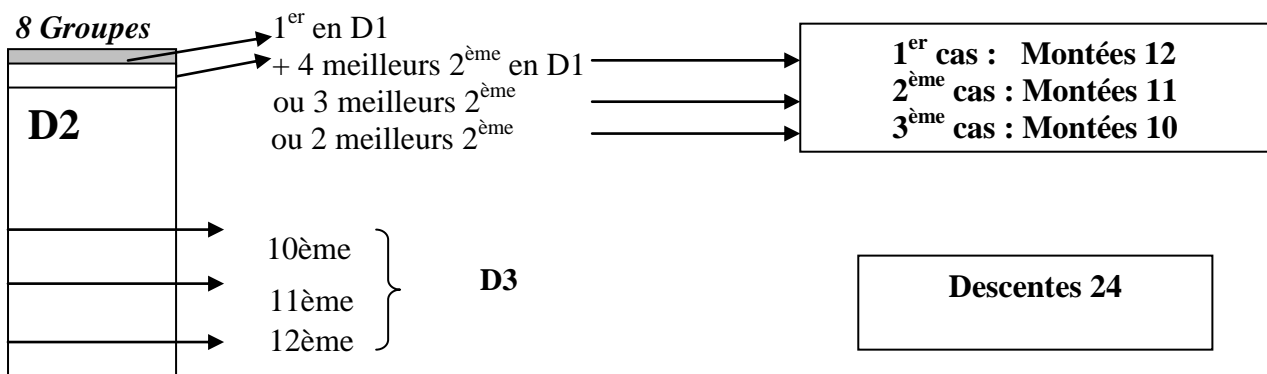 8 Groupes
1er en D1
+ 4 meilleurs 2ème en D1
ou 3 meilleurs 2ème
ou 2 meilleurs 2ème
1er cas : Montées 12
2ème cas : Montées 11
3ème cas : Montées 10
D2
10ème
11ème
12ème
D3
Descentes 24